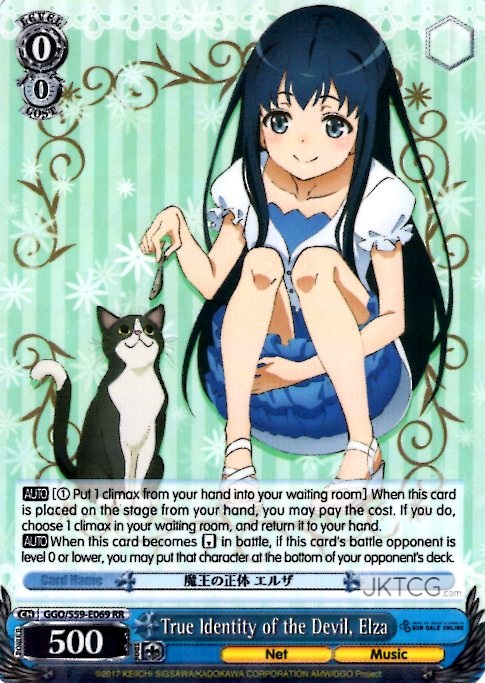 LEVEL
0
0
COST
AUTO [① Put 1 climax from your hand into your waiting room] When this card
is placed on the stage from your hand, you may pay the cost. If you do,
choose 1 climax in your waiting room, and return it to your hand.
AUTO When this card becomes [ ] in battle, if this card's battle opponent is
level 0 or lower, you may put that character at the bottom of your opponent's deck.
Card Name
魔王の正体 エルザ
JKTCG.com
CH GGO/S59-E069 RR
POWER
500
True Identity of the Devil, Elza
GUN GALE ONLINE
Net
Music
©2017 KEIICHI SIGSAWA/KADOKAWA CORPORATION AMW/GGO Project